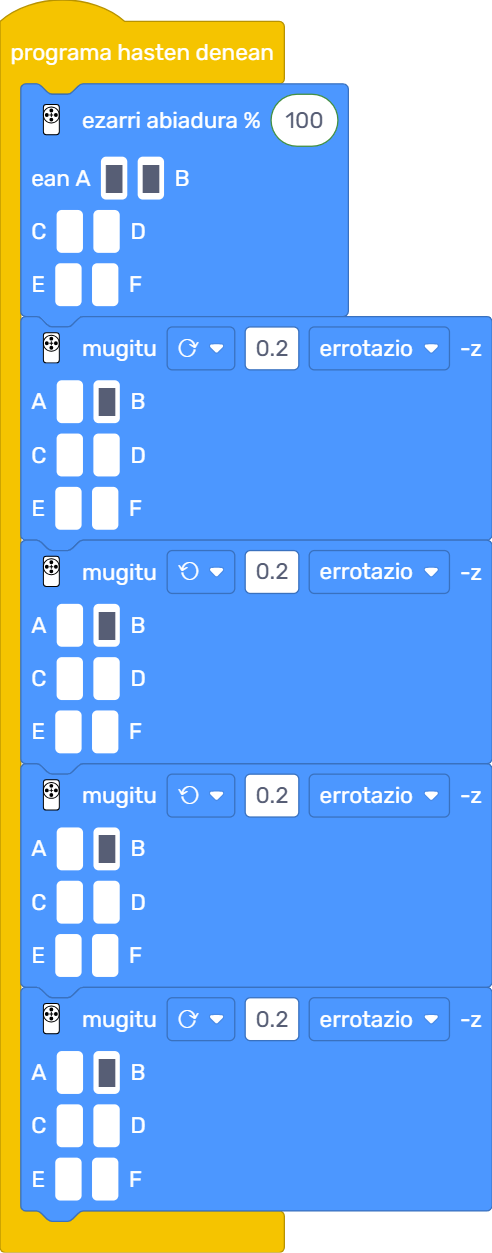 programa hasten denean
ezarri abiadura % 100
ean A B
C D
E F
mugitu 0.2 errotazio -z
A B
C D
E F
mugitu 0.2 errotazio -z
A B
C D
E F
mugitu 0.2 errotazio -z
A B
C D
E F
mugitu 0.2 errotazio -z
A B
C D
E F